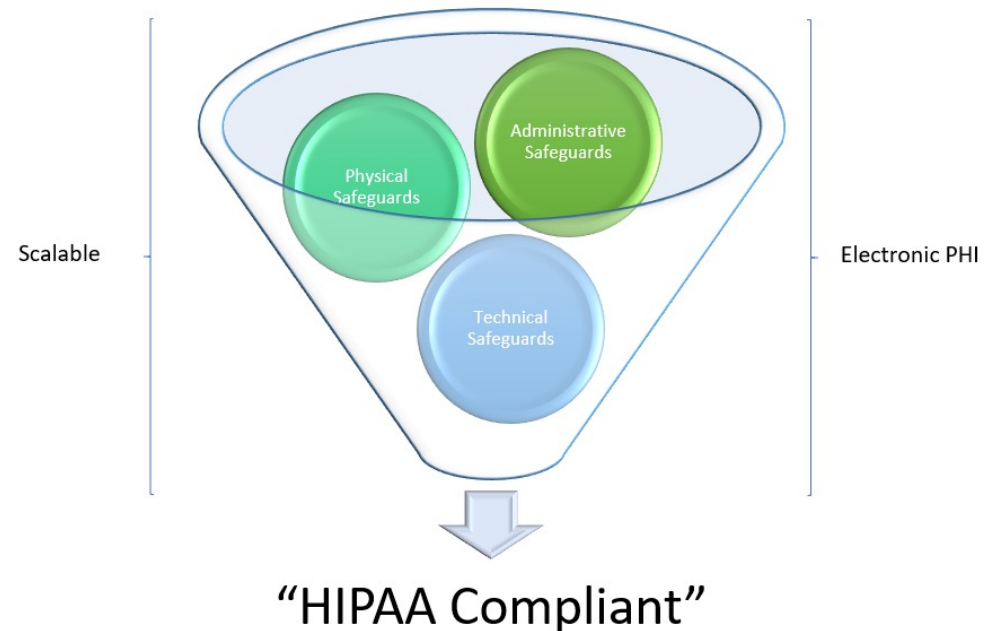 Administrative
Safeguards
Physical
Safeguards
Scalable
Electronic PHI
Technical
Safeguards
“HIPAA Compliant”